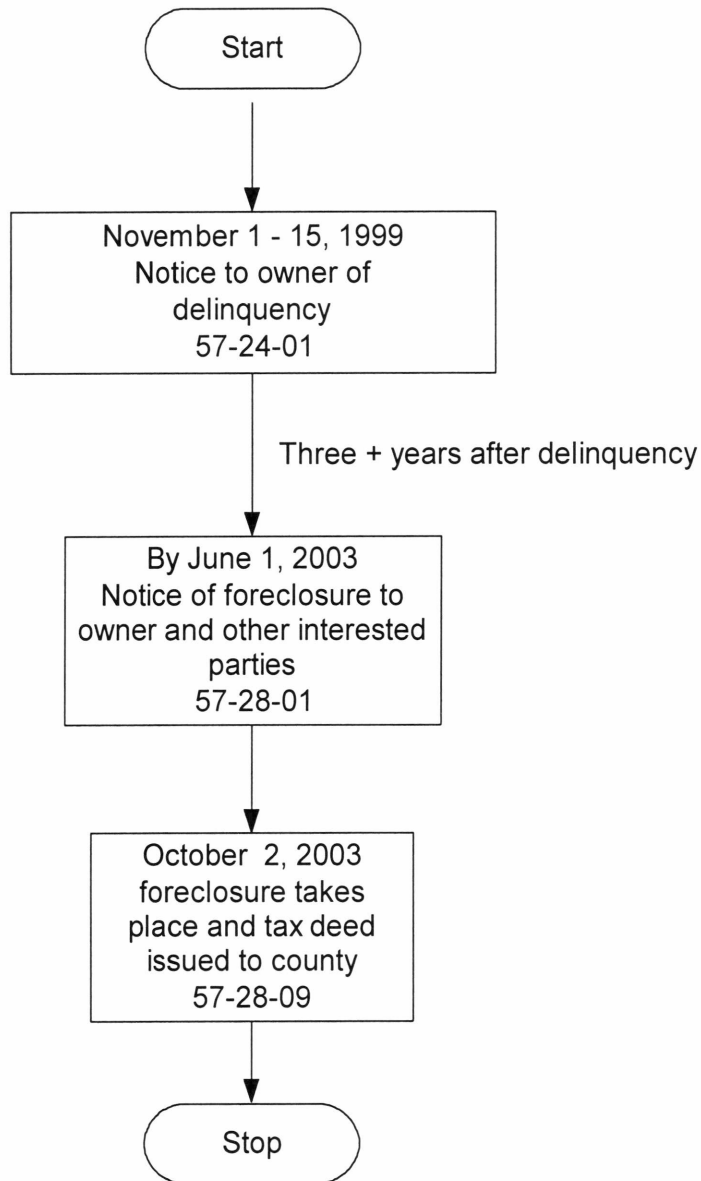 Start
November 1 - 15, 1999
Notice to owner of
delinquency
57-24-01
Three + years after delinquency
By June 1, 2003
Notice of foreclosure to
owner and other interested
parties
57-28-01
October 2, 2003
foreclosure takes
place and tax deed
issued to county
57-28-09
Stop